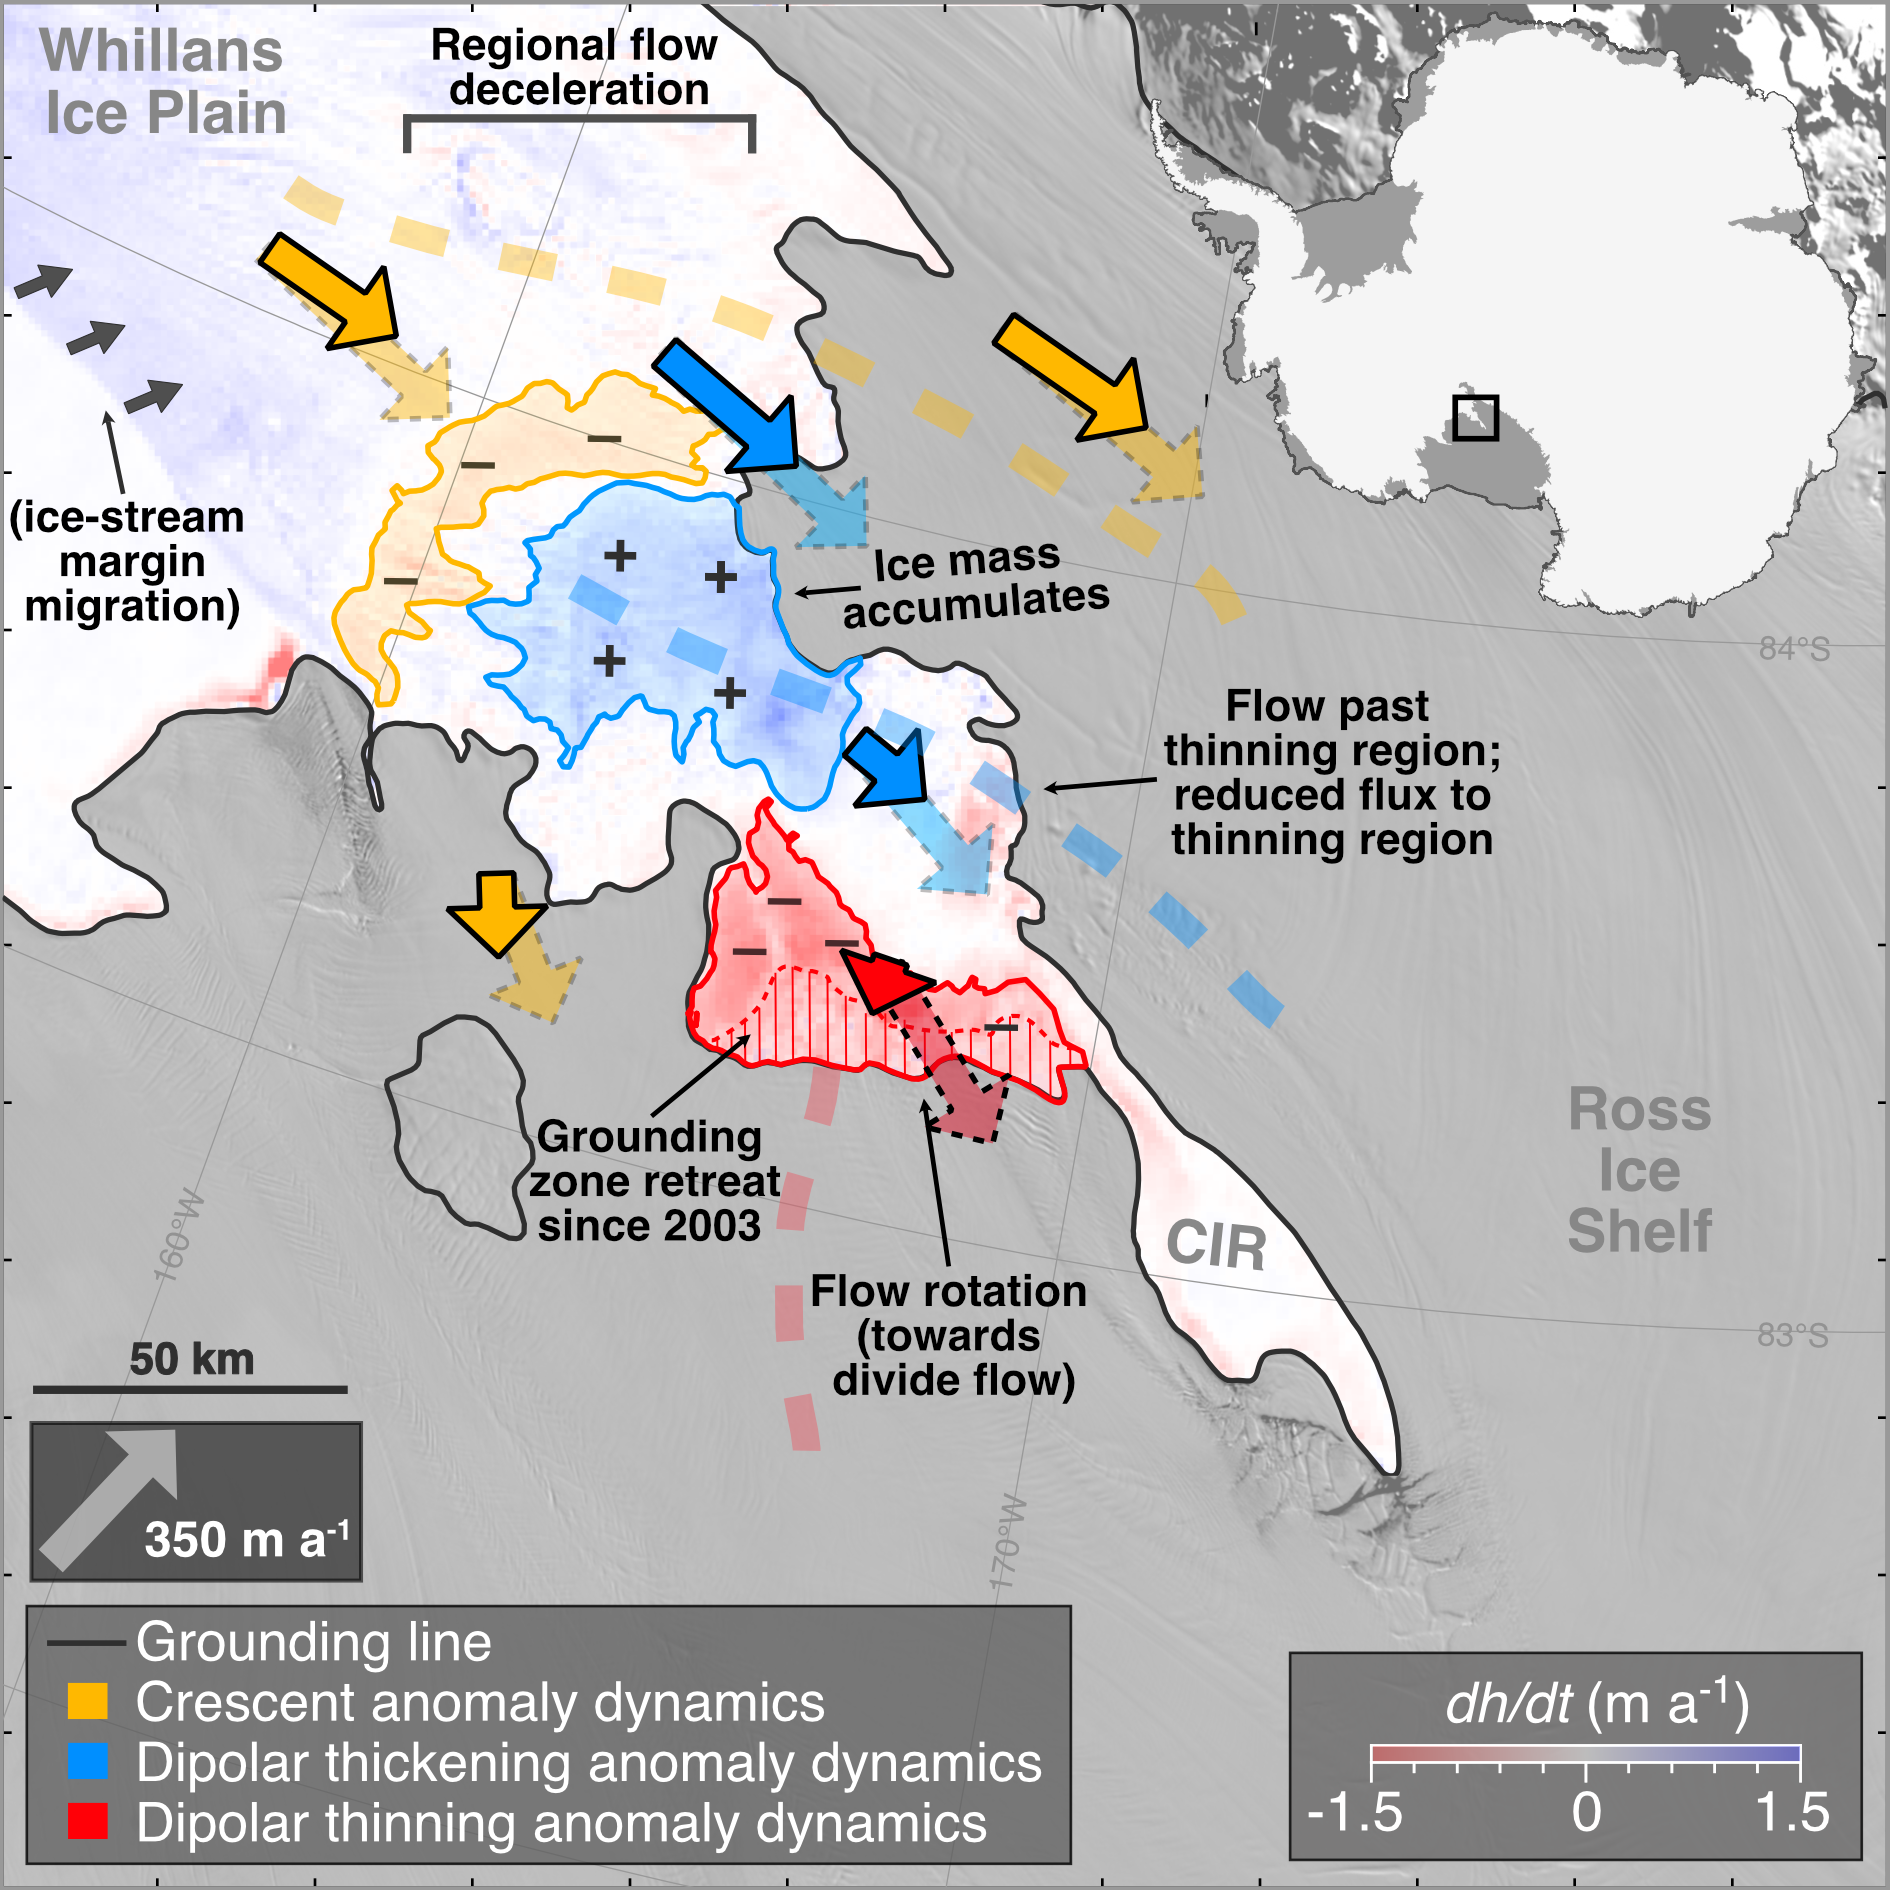 Whillans
Ice Plain
Regional flow
deceleration
(ice-stream
margin
migration)
Ice mass
accumulates
84°S
Flow past
thinning region;
reduced flux to
thinning region
Grounding
zone retreat
since 2003
Ross
Ice
Shelf
CIR
160°W
Flow rotation
(towards
divide flow)
83°S
50 km
350 m a-1
170°W
Grounding line
Crescent anomaly dynamics
Dipolar thickening anomaly dynamics
Dipolar thinning anomaly dynamics
dh/dt (m a-1)
-1.5 0 1.5